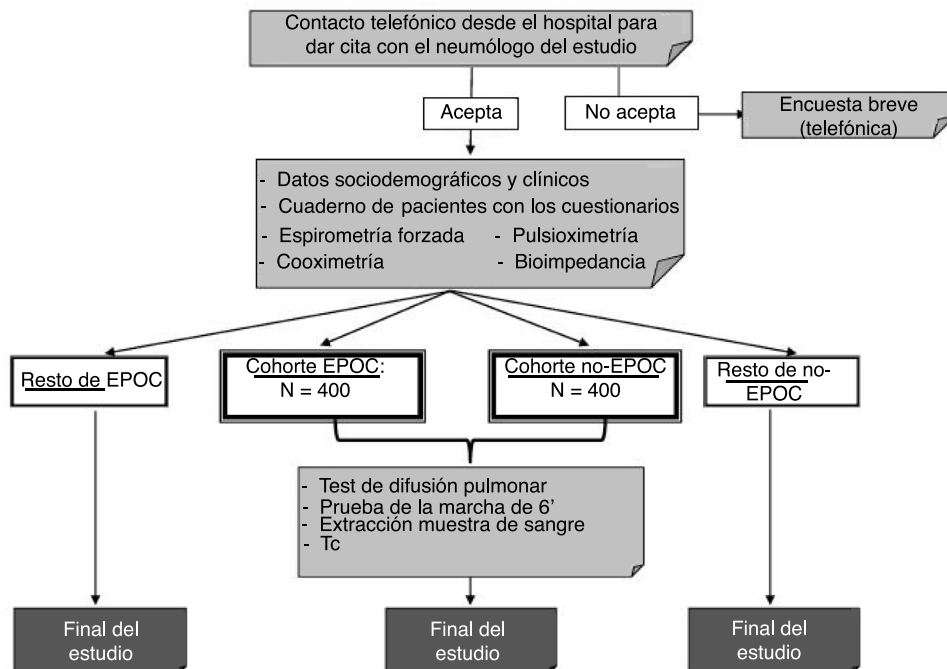 Contacto telefónico desde el hospital para
dar cita con el neumólogo del estudio
Acepta
No acepta
Encuesta breve
(telefónica)
- Datos sociodemográficos y clínicos
- Cuaderno de pacientes con los cuestionarios
- Espirometría forzada - Pulsioximetría
- Cooximetría - Bioimpedancia
Resto de EPOC
Cohorte EPOC:
N = 400
Cohorte no-EPOC
N = 400
Resto de no-
EPOC
- Test de difusión pulmonar
- Prueba de la marcha de 6’
- Extracción muestra de sangre
- Tc
Final del
estudio
Final del
estudio
Final del
estudio